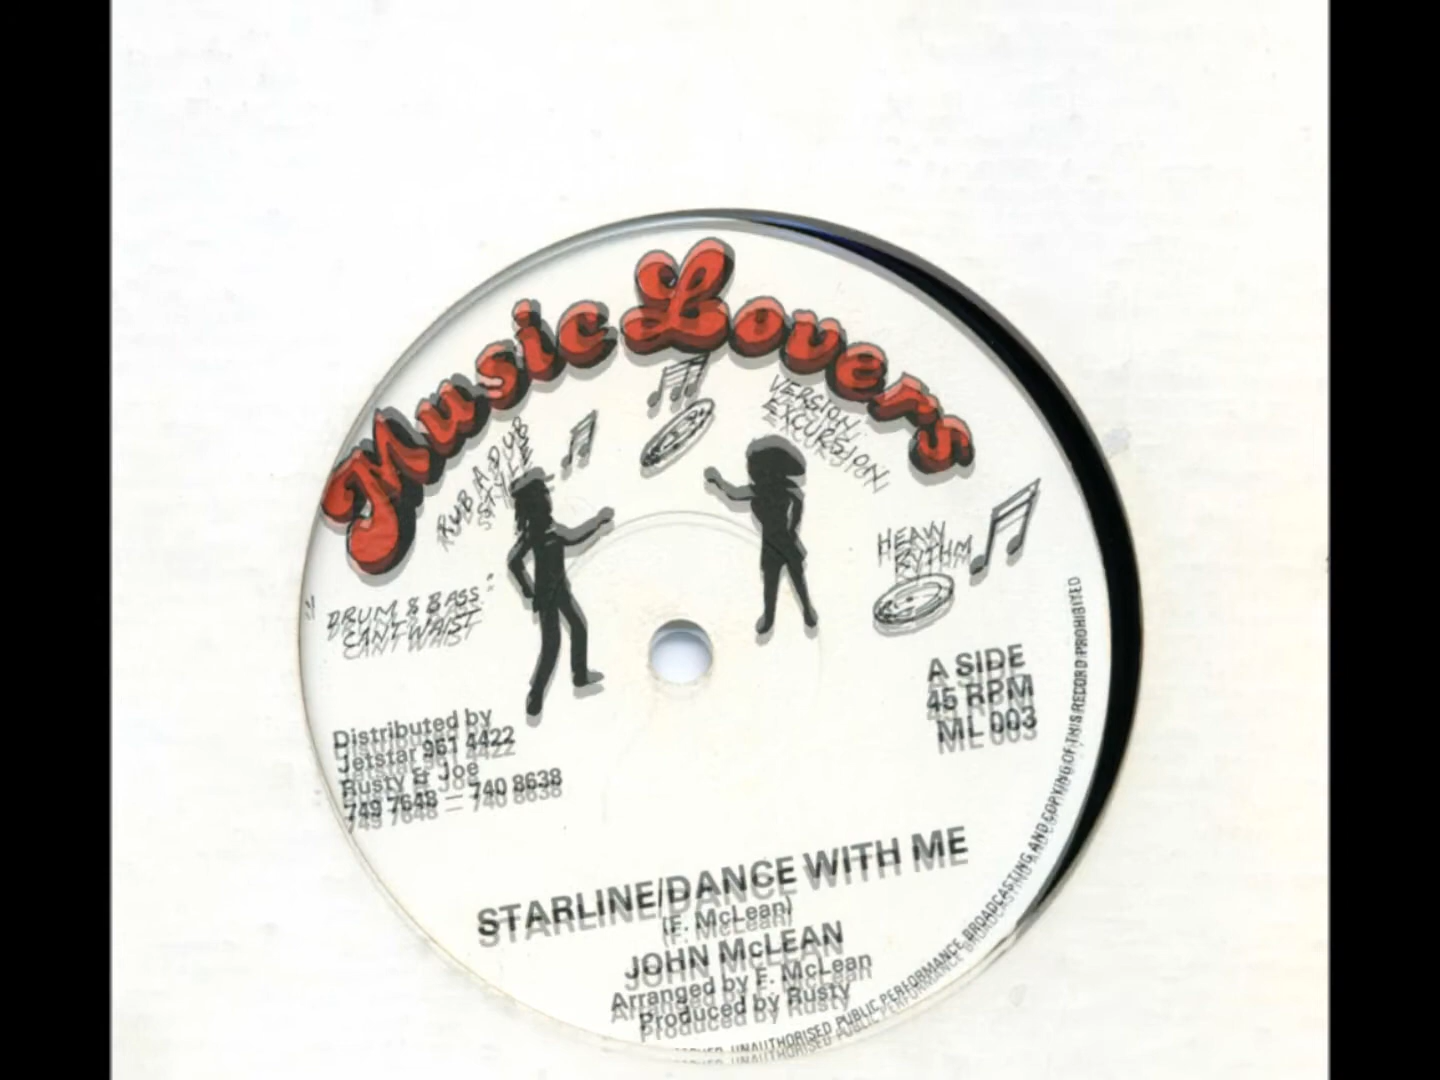 Music Lovers
RUB A DUB
STYLE
VERSION
EXCURSION
HEAVY
RYTHM
DRUM & BASS
CANT WAIST
A SIDE
45 RPM
ML 003
Distributed by
Jetstar 961 4422
Rusty & Joe
749 7648 — 740 8638
STARLINE/DANCE WITH ME
(F. McLean)
JOHN McLEAN
Arranged by F. McLean
Produced by Rusty
UNAUTHORISED PUBLIC PERFORMANCE BROADCASTING AND COPYING OF THIS RECORD PROHIBITED